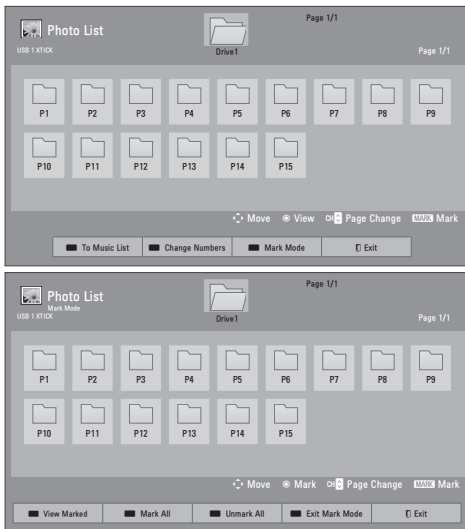 Page 1/1
Photo List
USB 1 XTICK
Drive1
Page 1/1
P1 P2 P3 P4 P5 P6 P7 P8 P9
P10 P11 P12 P13 P14 P15
Move View CH Page Change MARK Mark
To Music List Change Numbers Mark Mode Exit
Page 1/1
Photo List
Mark Mode
USB 1 XTICK
Drive1
Page 1/1
P1 P2 P3 P4 P5 P6 P7 P8 P9
P10 P11 P12 P13 P14 P15
Move Mark CH Page Change MARK Mark
View Marked Mark All Unmark All Exit Mark Mode Exit